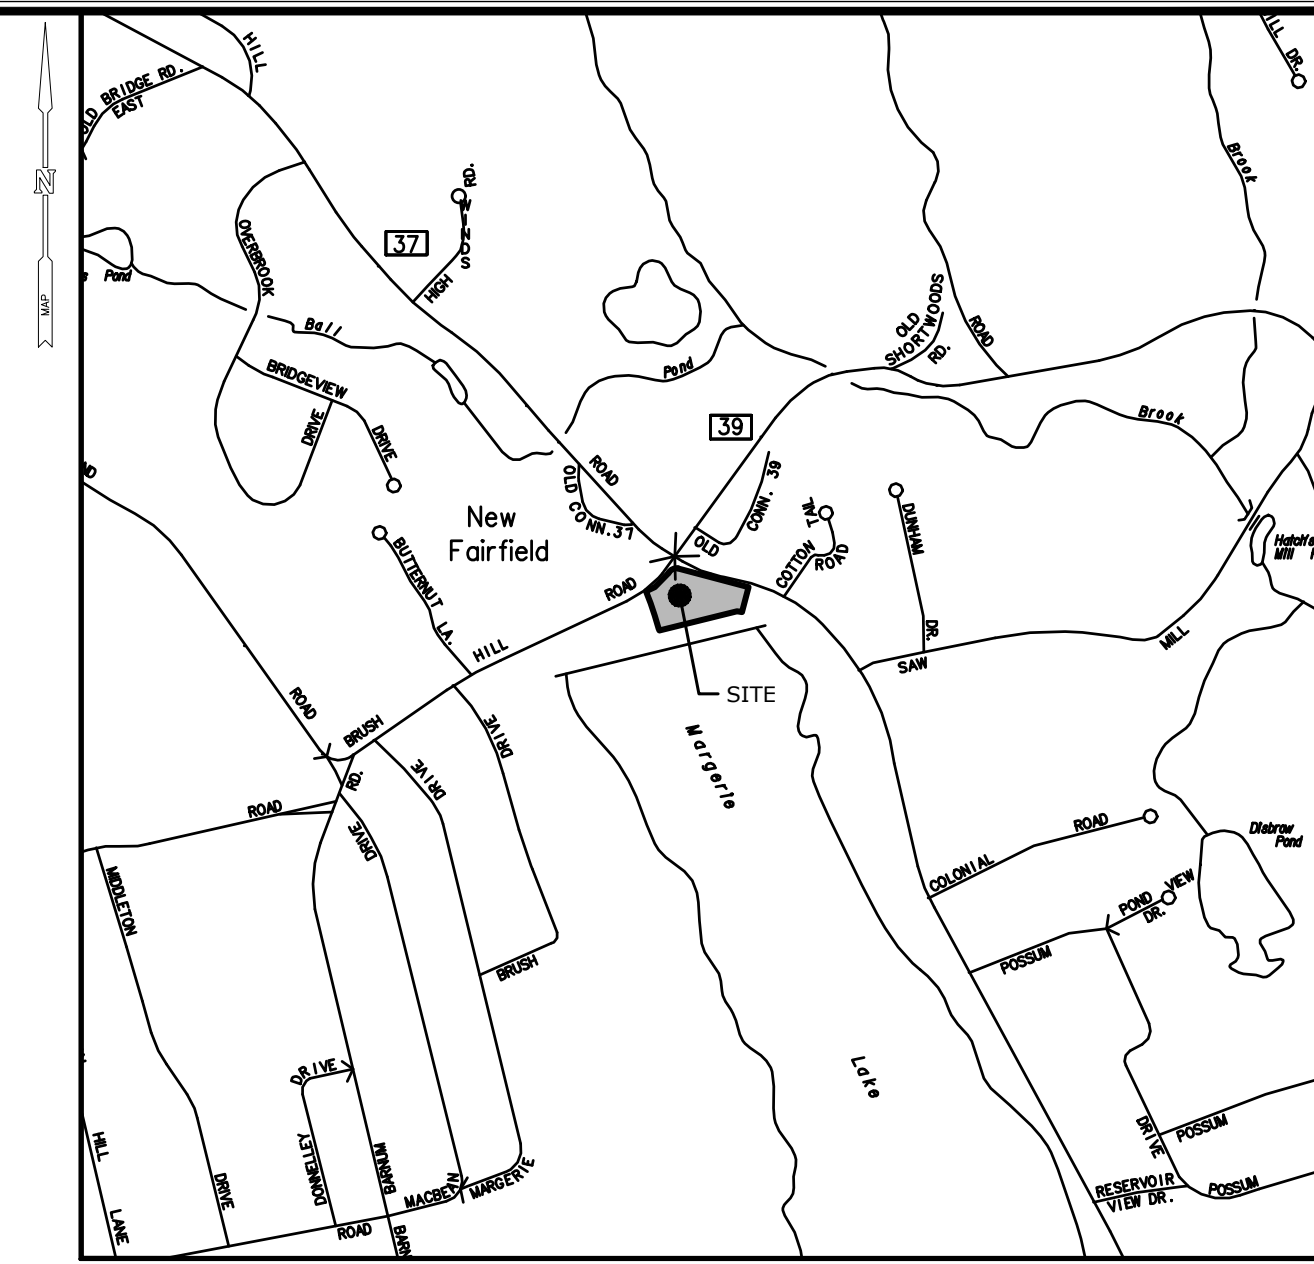 HILL
ILL DR.
OLD BRIDGE RD.
EAST
N
MAP
Brook
RD.
WINDS
HIGH
37
OVERBROOK
Pond
Ball
OLD
SHORTWOODS
RD.
ROAD
BRIDGEVIEW
DRIVE
DRIVE
Pond
39
Brook
ROAD
OLD CONN.37
CONN. 39
OLD
New
Fairfield
TAIL
COTTON
ROAD
DUNHAM
DR.
Hatch's
Mill
BUTTERNUT
LA.
ROAD
HILL
SAW
MILL
SITE
ROAD
BRUSH
RD.
DRIVE
DRIVE
DRIVE
Margerie
ROAD
ROAD
Disbrow
Pond
MIDDLETON
COLONIAL
POND VIEW
DR.
POSSUM
BRUSH
Lake
DRIVE
DRIVE
POSSUM
HILL
LANE
DONNELLEY
BARNUM
DRIVE
MACBEAN
MARGERIE
RESERVOIR
VIEW DR.
POSSUM
ROAD
BARN